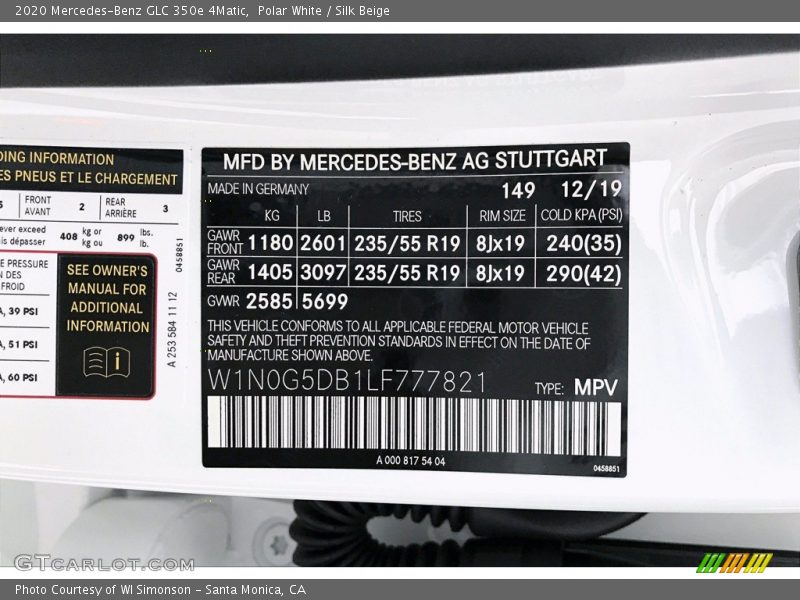 2020 Mercedes-Benz GLC 350e 4Matic, Polar White / Silk Beige
DING INFORMATION
ES PNEUS ET LE CHARGEMENT
5 FRONT AVANT 2 REAR ARRIÈRE 3
ever exceed
is dépasser 408 kg or kg ou 899 lbs. lb.
E PRESSURE
N DES
FROID
, 39 PSI
, 51 PSI
, 60 PSI
SEE OWNER'S
MANUAL FOR
ADDITIONAL
INFORMATION
i
0458851
A 253 584 11 12
MFD BY MERCEDES-BENZ AG STUTTGART
MADE IN GERMANY 149 12/19
KG LB TIRES RIM SIZE COLD KPA(PSI)
GAWR FRONT 1180 2601 235/55 R19 8Jx19 240(35)
GAWR REAR 1405 3097 235/55 R19 8Jx19 290(42)
GVWR 2585 5699
THIS VEHICLE CONFORMS TO ALL APPLICABLE FEDERAL MOTOR VEHICLE
SAFETY AND THEFT PREVENTION STANDARDS IN EFFECT ON THE DATE OF
MANUFACTURE SHOWN ABOVE.
W1N0G5DB1LF777821 TYPE: MPV
A 000 817 54 04
0458851
GTCARLOT.COM
Photo Courtesy of WI Simonson - Santa Monica, CA